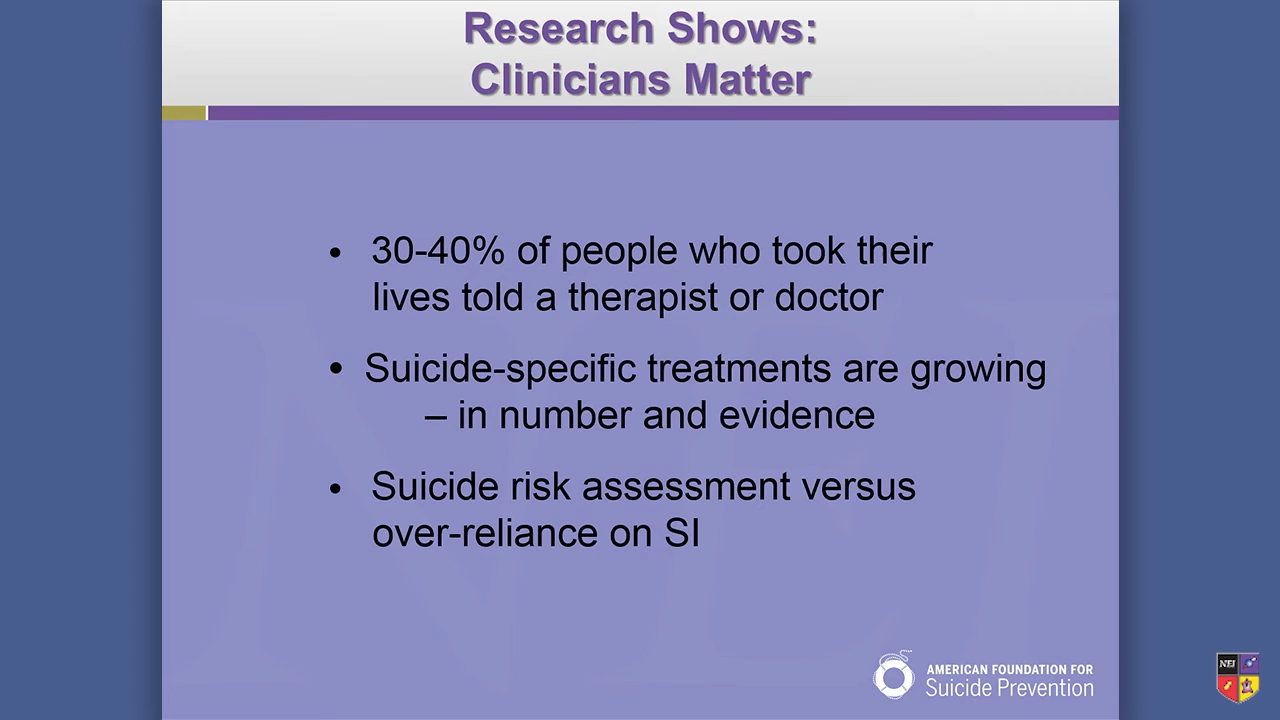 Research Shows:
Clinicians Matter
• 30-40% of people who took their
lives told a therapist or doctor
• Suicide-specific treatments are growing
– in number and evidence
• Suicide risk assessment versus
over-reliance on SI
AMERICAN FOUNDATION FOR
Suicide Prevention
NEI